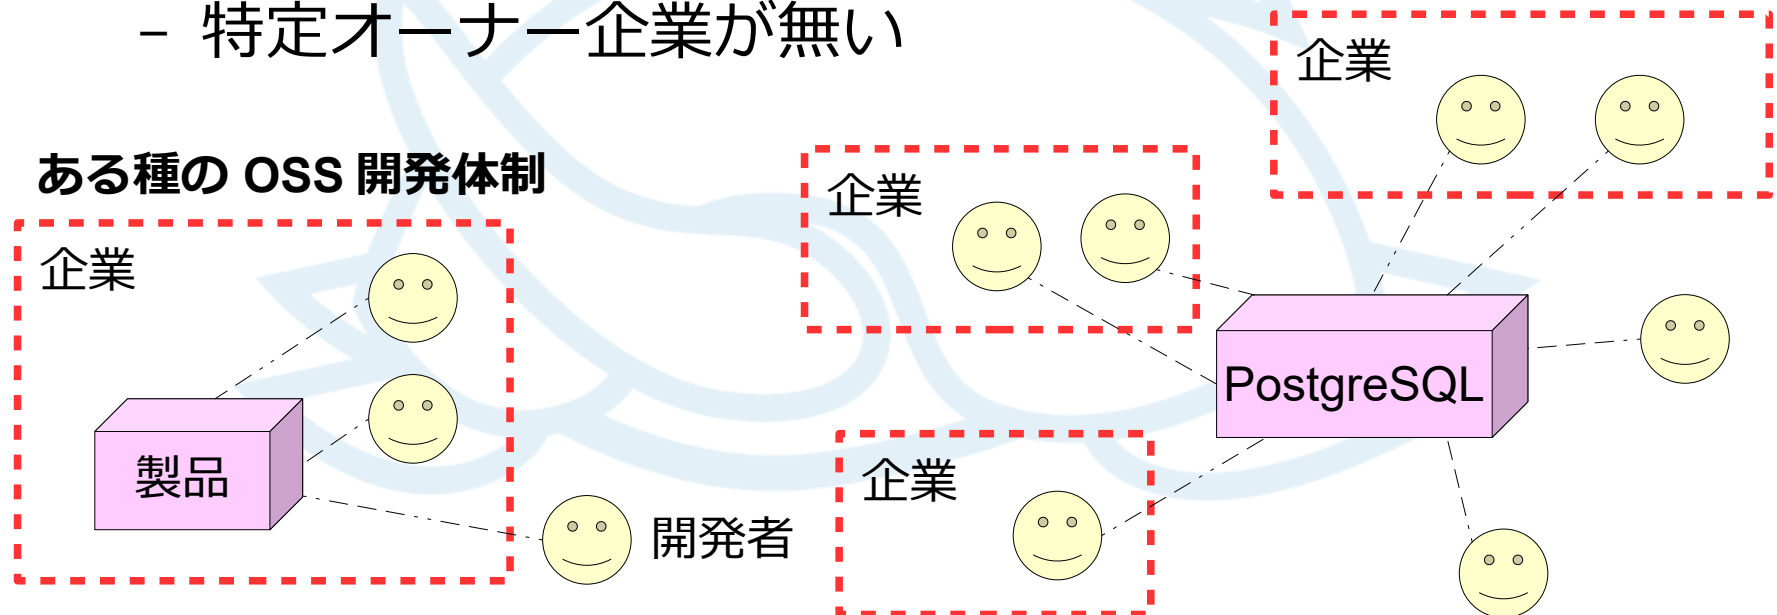 – 特定オーナー企業が無い
ある種の OSS 開発体制
企業
製品
開発者
企業
企業
PostgreSQL
企業